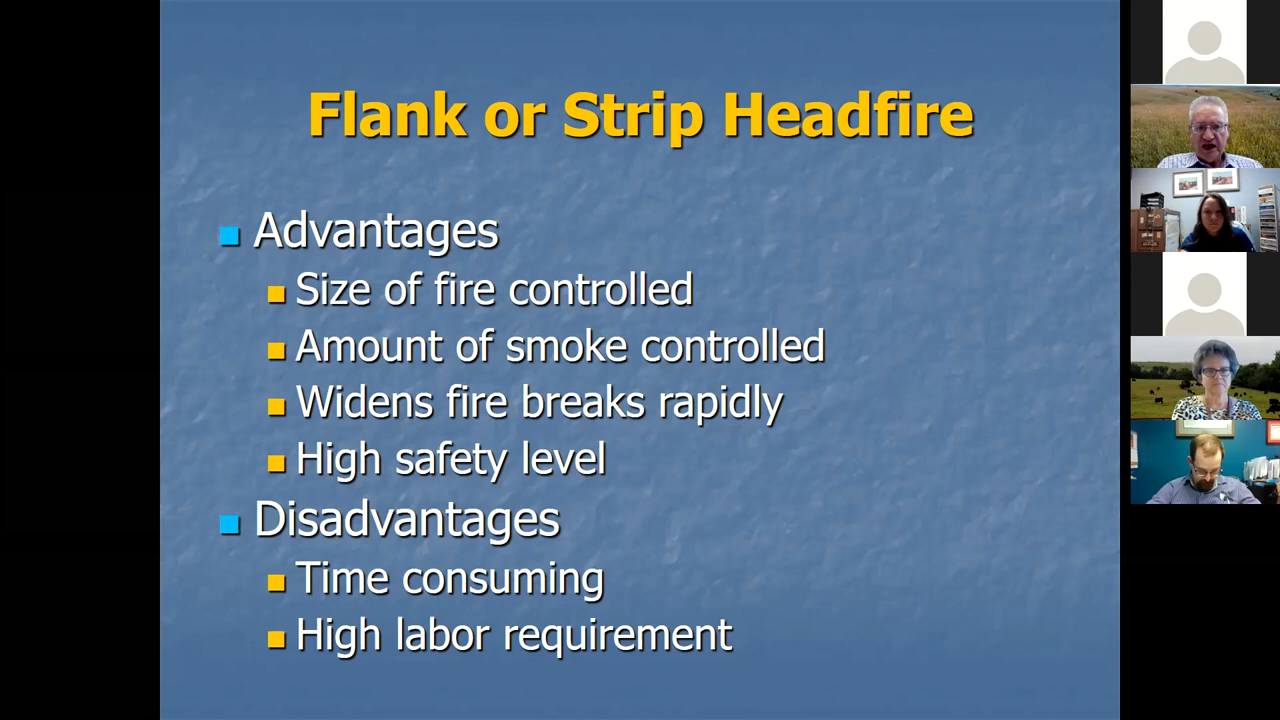 Flank or Strip Headfire
Advantages
Size of fire controlled
Amount of smoke controlled
Widens fire breaks rapidly
High safety level
Disadvantages
Time consuming
High labor requirement